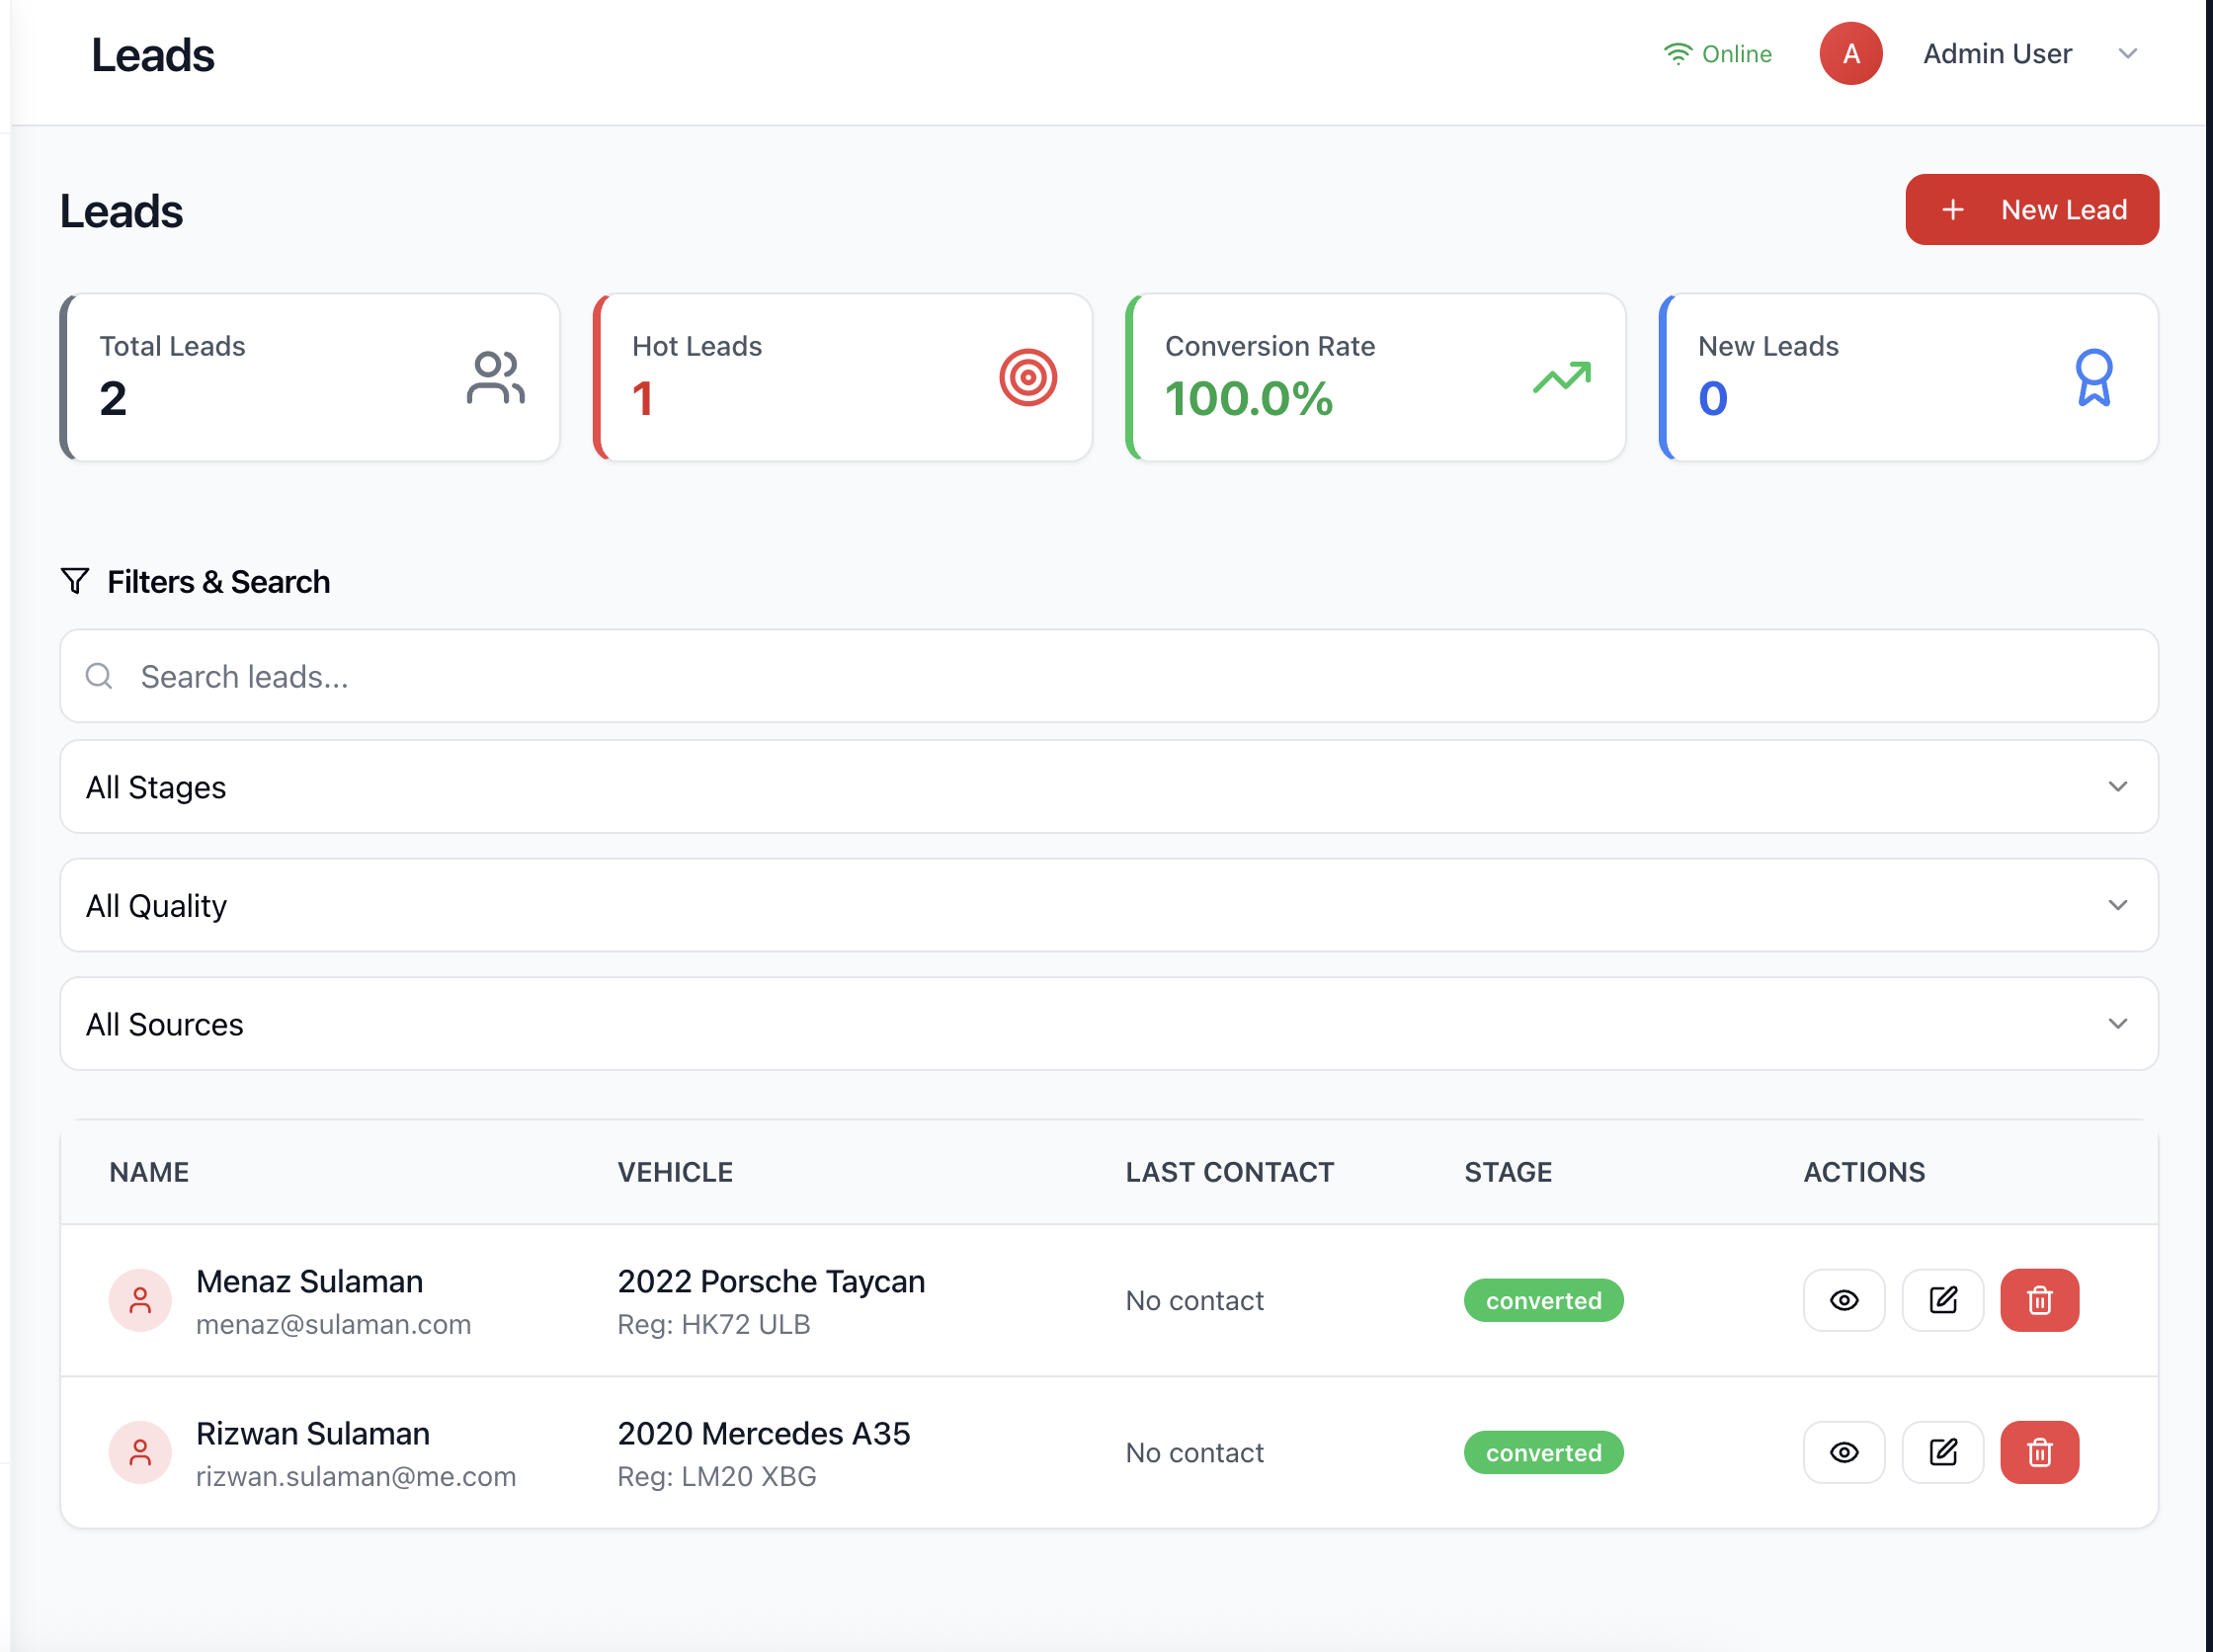 Leads
Online
A
Admin User
Leads
New Lead
Total Leads
2
Hot Leads
1
Conversion Rate
100.0%
New Leads
0
Filters & Search
Search leads...
All Stages
All Quality
All Sources
NAME VEHICLE LAST CONTACT STAGE ACTIONS
Menaz Sulaman 2022 Porsche Taycan
menaz@sulaman.com Reg: HK72 ULB No contact converted
Rizwan Sulaman 2020 Mercedes A35
rizwan.sulaman@me.com Reg: LM20 XBG No contact converted